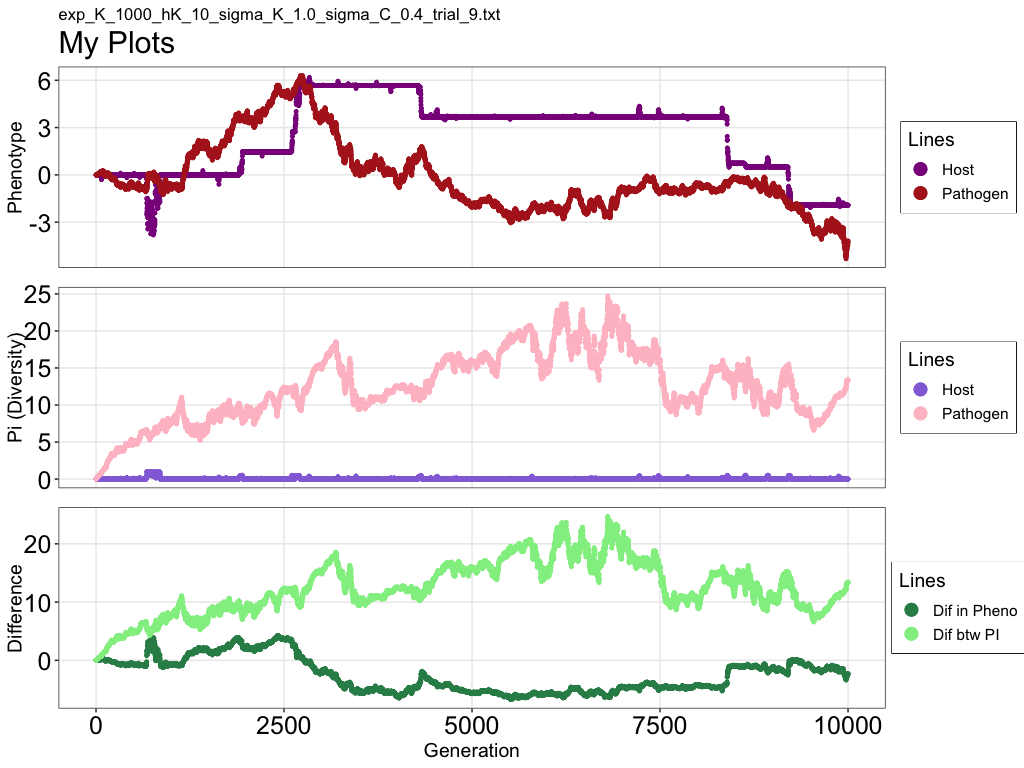 exp_K_1000_hK_10_sigma_K_1.0_sigma_C_0.4_trial_9.txt
My Plots
Phenotype
6
3
0
-3
Lines
Host
Pathogen
Pi (Diversity)
25
20
15
10
5
0
Lines
Host
Pathogen
Difference
20
10
0
Lines
Dif in Pheno
Dif btw PI
0
2500
5000
7500
10000
Generation